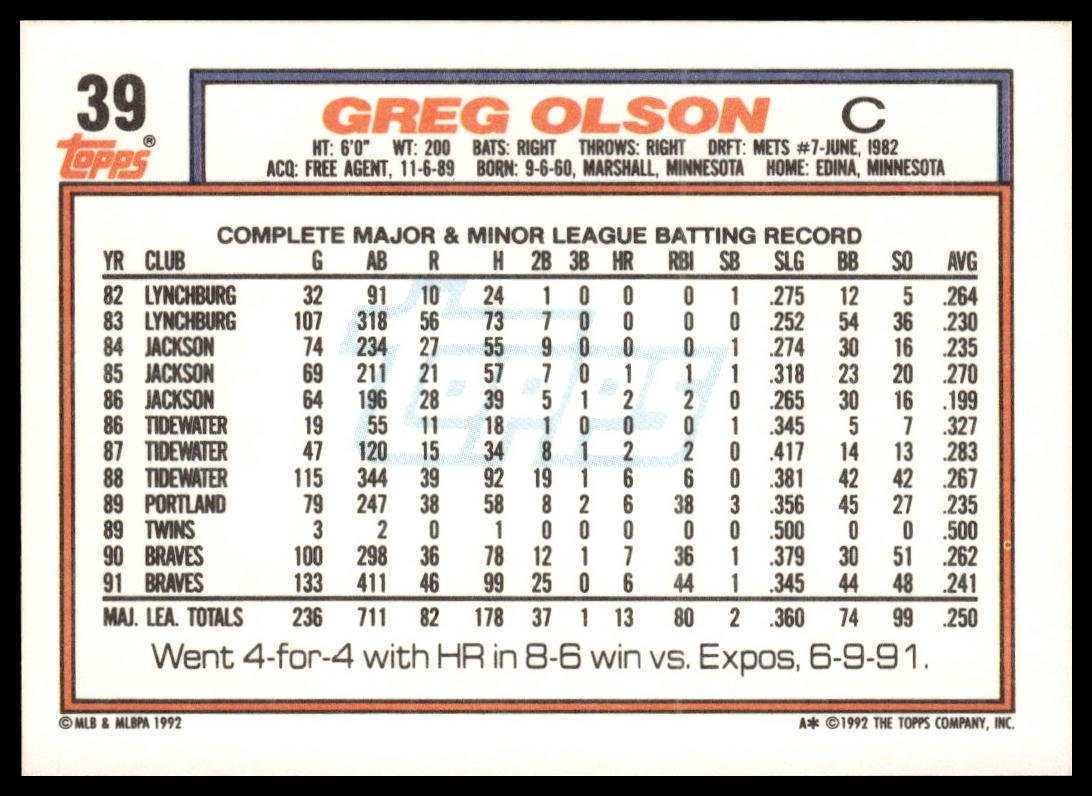 39
Topps®
GREG OLSON C
HT: 6'0" WT: 200 BATS: RIGHT THROWS: RIGHT DRFT: METS #7-JUNE, 1982
ACQ: FREE AGENT, 11-6-89 BORN: 9-6-60, MARSHALL, MINNESOTA HOME: EDINA, MINNESOTA
COMPLETE MAJOR & MINOR LEAGUE BATTING RECORD
YR CLUB G AB R H 2B 3B HR RBI SB SLG BB SO AVG
82 LYNCHBURG 32 91 10 24 1 0 0 0 1 .275 12 5 .264
83 LYNCHBURG 107 318 56 73 7 0 0 0 0 .252 54 36 .230
84 JACKSON 74 234 27 55 9 0 0 0 1 .274 30 16 .235
85 JACKSON 69 211 21 57 7 0 1 1 1 .318 23 20 .270
86 JACKSON 64 196 28 39 5 1 2 2 0 .265 30 16 .199
86 TIDEWATER 19 55 11 18 1 0 0 0 1 .345 5 7 .327
87 TIDEWATER 47 120 15 34 8 1 2 2 0 .417 14 13 .283
88 TIDEWATER 115 344 39 92 19 1 6 6 0 .381 42 42 .267
89 PORTLAND 79 247 38 58 8 2 6 38 3 .356 45 27 .235
89 TWINS 3 2 0 1 0 0 0 0 0 .500 0 0 .500
90 BRAVES 100 298 36 78 12 1 7 36 1 .379 30 51 .262
91 BRAVES 133 411 46 99 25 0 6 44 1 .345 44 48 .241
MAJ. LEA. TOTALS 236 711 82 178 37 1 13 80 2 .360 74 99 .250
Topps
Went 4-for-4 with HR in 8-6 win vs. Expos, 6-9-91.
© MLB & MLBPA 1992
A* © 1992 THE TOPPS COMPANY, INC.